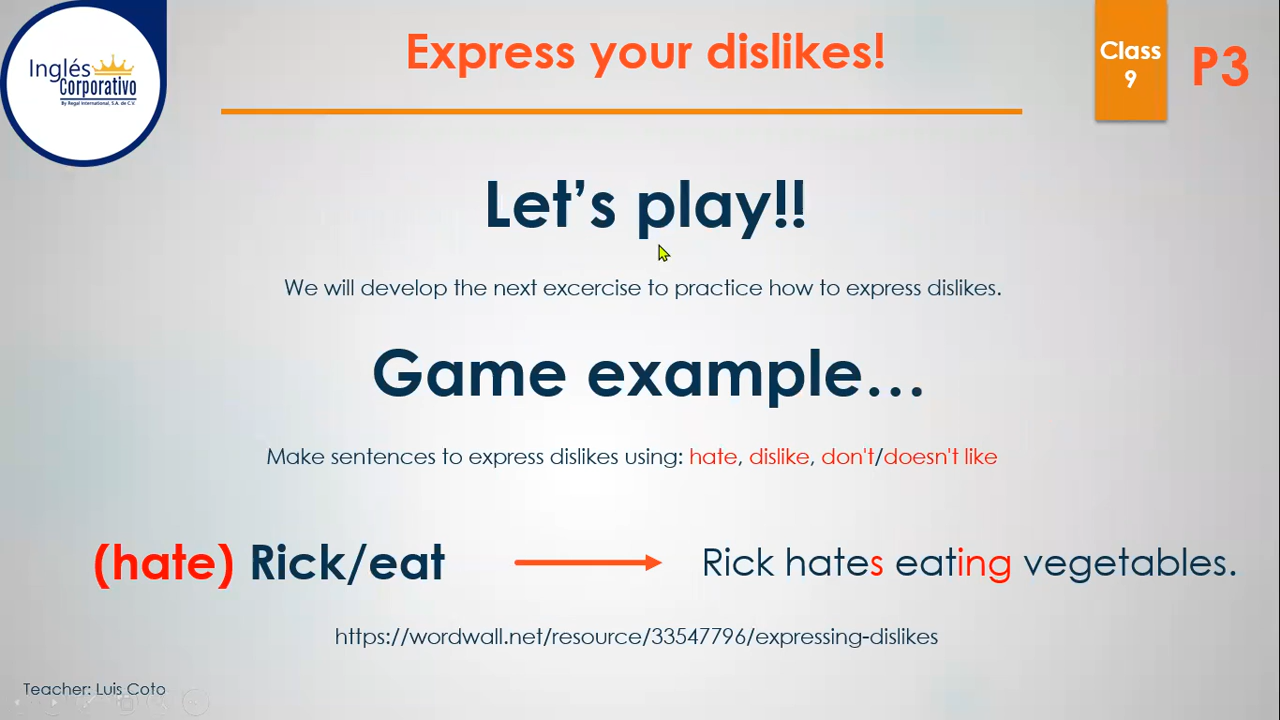 Inglés
Corporativo
By Regal International, S.A. de C.V.
Express your dislikes!
Class
9
P3
Let's play!!
We will develop the next excercise to practice how to express dislikes.
Game example...
Make sentences to express dislikes using: hate, dislike, don't/doesn't like
(hate) Rick/eat
Rick hates eating vegetables.
https://wordwall.net/resource/33547796/expressing-dislikes
Teacher: Luis Coto